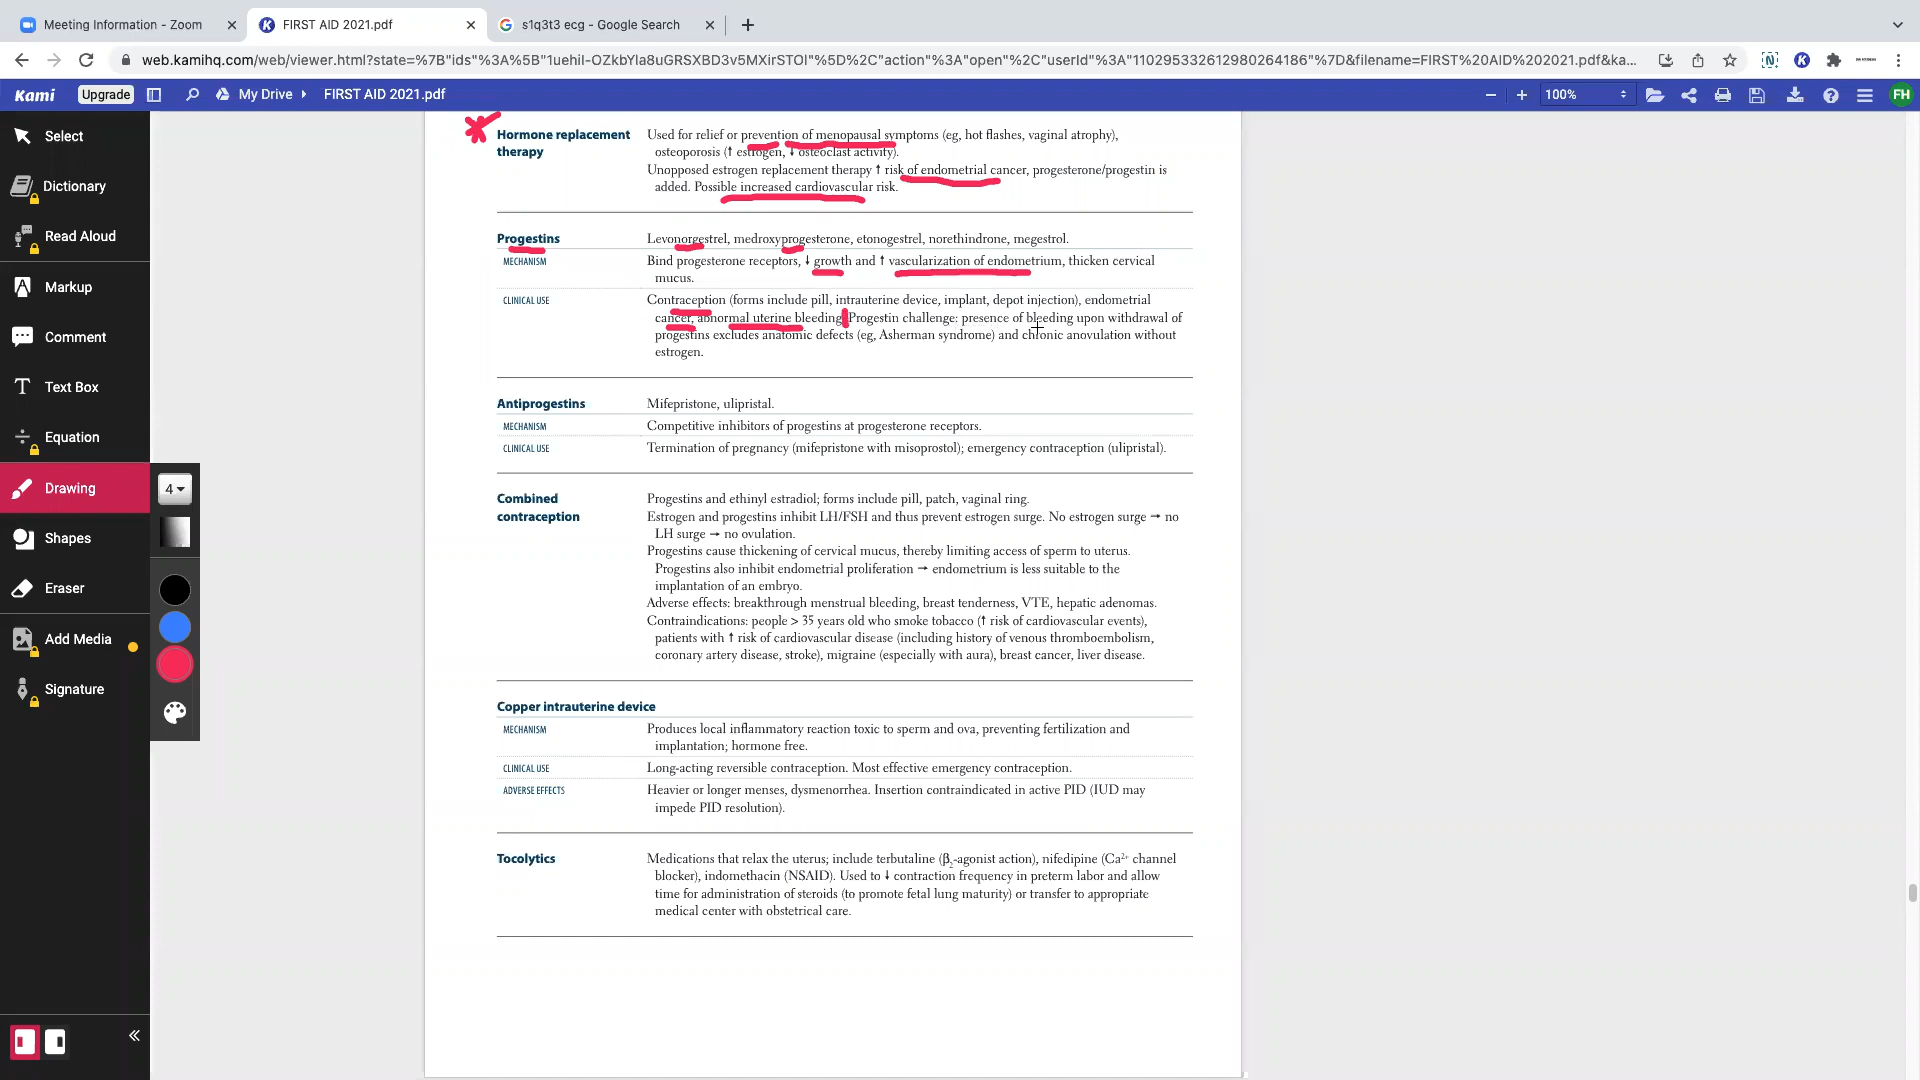 Meeting Information - Zoom
FIRST AID 2021.pdf
s1q3t3 ecg - Google Search
web.kamihq.com/web/viewer.html?state=%7B"ids"%3A%5B"1uehiI-OZkbYla8uGRSXBD3v5MXirSTOI"%5D%2C"action"%3A"open"%2C"userId"%3A"110295332612980264186"%7D&filename=FIRST%20AID%202021.pdf&ka...
Kami
Upgrade
My Drive
FIRST AID 2021.pdf
100%
FH
Select
Dictionary
Read Aloud
Markup
Comment
Text Box
Equation
Drawing
4
Shapes
Eraser
Add Media
Signature
Hormone replacement
therapy
Used for relief or prevention of menopausal symptoms (eg, hot flashes, vaginal atrophy),
osteoporosis (↑ estrogen, ↓ osteoclast activity).
Unopposed estrogen replacement therapy ↑ risk of endometrial cancer, progesterone/progestin is
added. Possible increased cardiovascular risk.
Progestins
Levonorgestrel, medroxyprogesterone, etonogestrel, norethindrone, megestrol.
MECHANISM
Bind progesterone receptors, ↓ growth and ↑ vascularization of endometrium, thicken cervical
mucus.
CLINICAL USE
Contraception (forms include pill, intrauterine device, implant, depot injection), endometrial
cancer, abnormal uterine bleeding. Progestin challenge: presence of bleeding upon withdrawal of
progestins excludes anatomic defects (eg, Asherman syndrome) and chronic anovulation without
estrogen.
Antiprogestins
Mifepristone, ulipristal.
MECHANISM
Competitive inhibitors of progestins at progesterone receptors.
CLINICAL USE
Termination of pregnancy (mifepristone with misoprostol); emergency contraception (ulipristal).
Combined
contraception
Progestins and ethinyl estradiol; forms include pill, patch, vaginal ring.
Estrogen and progestins inhibit LH/FSH and thus prevent estrogen surge. No estrogen surge → no
LH surge → no ovulation.
Progestins cause thickening of cervical mucus, thereby limiting access of sperm to uterus.
Progestins also inhibit endometrial proliferation → endometrium is less suitable to the
implantation of an embryo.
Adverse effects: breakthrough menstrual bleeding, breast tenderness, VTE, hepatic adenomas.
Contraindications: people > 35 years old who smoke tobacco (↑ risk of cardiovascular events),
patients with ↑ risk of cardiovascular disease (including history of venous thromboembolism,
coronary artery disease, stroke), migraine (especially with aura), breast cancer, liver disease.
Copper intrauterine device
MECHANISM
Produces local inflammatory reaction toxic to sperm and ova, preventing fertilization and
implantation; hormone free.
CLINICAL USE
Long-acting reversible contraception. Most effective emergency contraception.
ADVERSE EFFECTS
Heavier or longer menses, dysmenorrhea. Insertion contraindicated in active PID (IUD may
impede PID resolution).
Tocolytics
Medications that relax the uterus; include terbutaline (β₂-agonist action), nifedipine (Ca²⁺ channel
blocker), indomethacin (NSAID). Used to ↓ contraction frequency in preterm labor and allow
time for administration of steroids (to promote fetal lung maturity) or transfer to appropriate
medical center with obstetrical care.